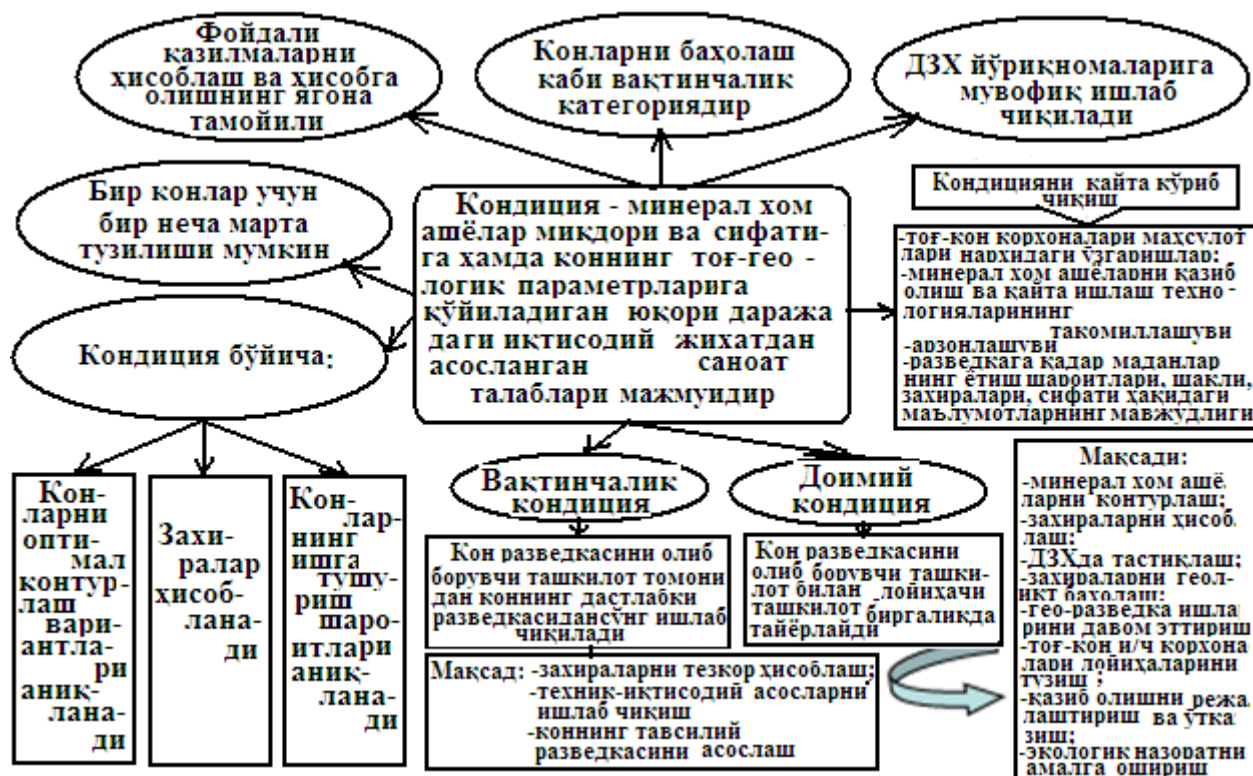 Фойдали
қазилмаларни
ҳисоблаш ва ҳисобга
олишнинг ягона
тамойили
Конларни баҳолаш
каби вақтинчалик
категориядир
ДЗХ йўриқномаларига
мувофиқ ишлаб
чиқилади
Бир конлар учун
бир неча марта
тузилиши мумкин
Кондиция - минерал хом
ашёлар миқдори ва сифати-
га ҳамда коннинг тоғ-гео -
логик параметрларига
қўйиладиган юқори даража
даги иқтисодий жиҳатдан
асосланган саноат
талаблари мажмуидир
Кондицияни қайта кўриб
чиқиш
-тоғ-кон корхоналари маҳсулот
лари нархидаги ўзгаришлар;
-минерал хом ашёларни қазиб
олиш ва қайта ишлаш техно-
логияларининг
такомиллашуви
-арзонлашуви
-разведкага қадар маданлар
нинг ётиш шароитлари, шакли,
захиралари, сифати ҳақидаги
маълумотларнинг мавжудлиги
Кондиция бўйича:
Кон-
ларни
опти-
мал
контур-
лаш
вари-
антла-
ри
аниқ-
лана-
ди
Захи-
ралар
ҳисоб-
лана-
ди
Кон-
лар-
нинг
ишга
тушу-
риш
шаро-
итлари
аниқ-
лана-
ди
Вақтинчалик
кондиция
Доимий
кондиция
Кон разведкасини олиб
борувчи ташкилот томони
дан коннинг дастлабки
разведкасидансўнг ишлаб
чиқилади
Кон разведкасини
олиб борувчи ташки-
лот билан лойиҳачи
ташкилот биргаликда
тайёрлайди
Мақсад: -захираларни тезкор ҳисоблаш;
-техник-иқтисодий асосларни
ишлаб чиқиш
-коннинг тавсилий
разведкасини асослаш
Мақсади:
-минерал хом ашё
ларни контурлаш;
-захираларни ҳисоб
лаш;
-ДЗХда тастиқлаш;
-захираларни геол-
икт баҳолаш;
-гео-разведка ишла
рини давом эттириш
-тоғ-кон и/ч корхона
лари лойиҳаларини
тузиш ;
-қазиб олишни режа
лаштириш ва ўтка
зиш;
-экологик назоратни
амалга ошириш